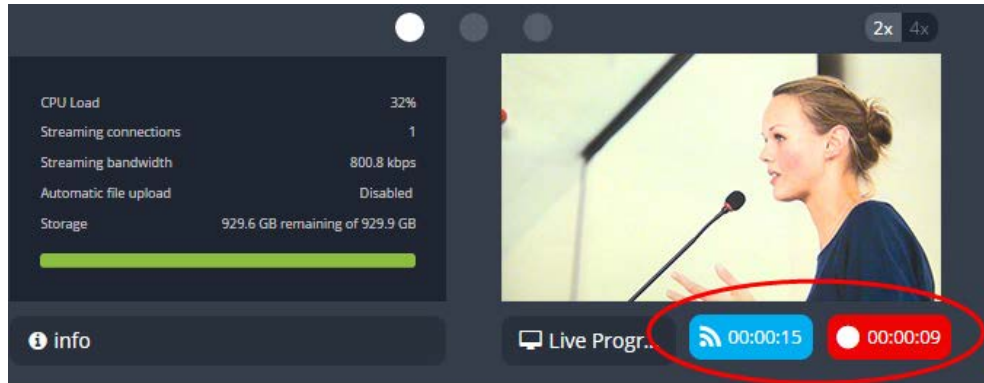 2x 4x
CPU Load 32%
Streaming connections 1
Streaming bandwidth 800.8 kbps
Automatic file upload Disabled
Storage 929.6 GB remaining of 929.9 GB
info
Live Progr... 00:00:15 00:00:09